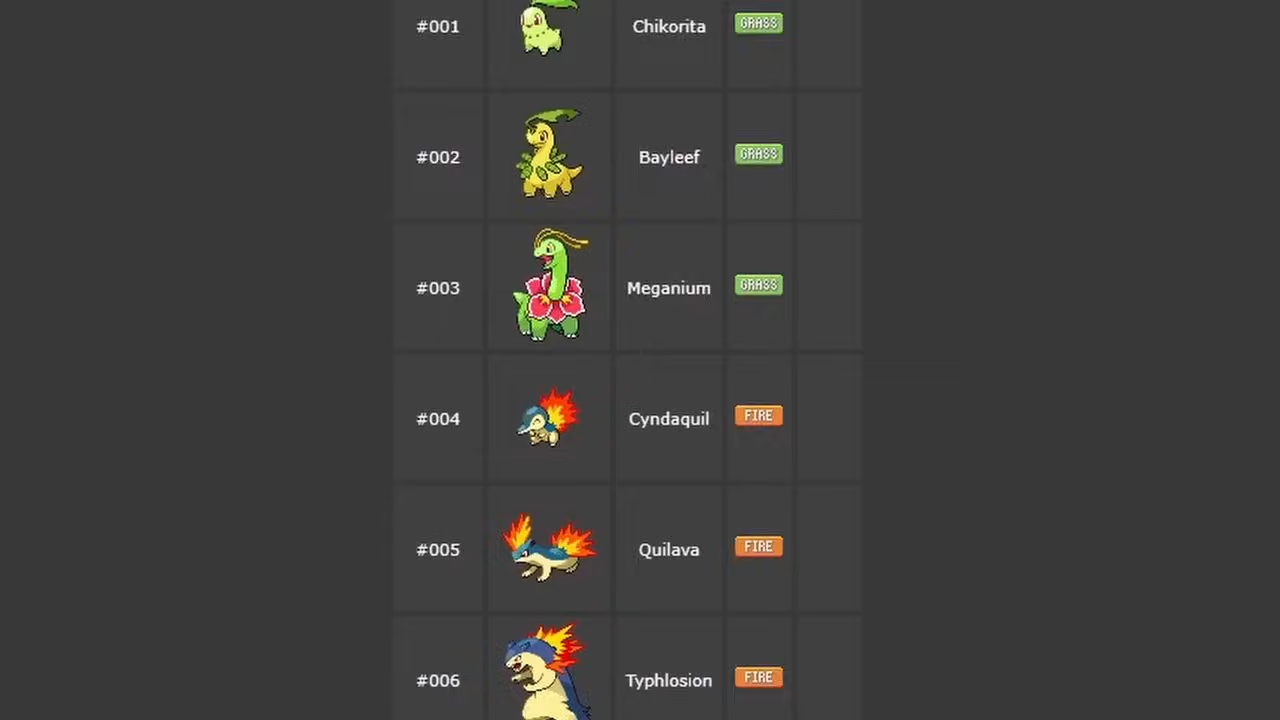 #001 Chikorita GRASS
#002 Bayleef GRASS
#003 Meganium GRASS
#004 Cyndaquil FIRE
#005 Quilava FIRE
#006 Typhlosion FIRE